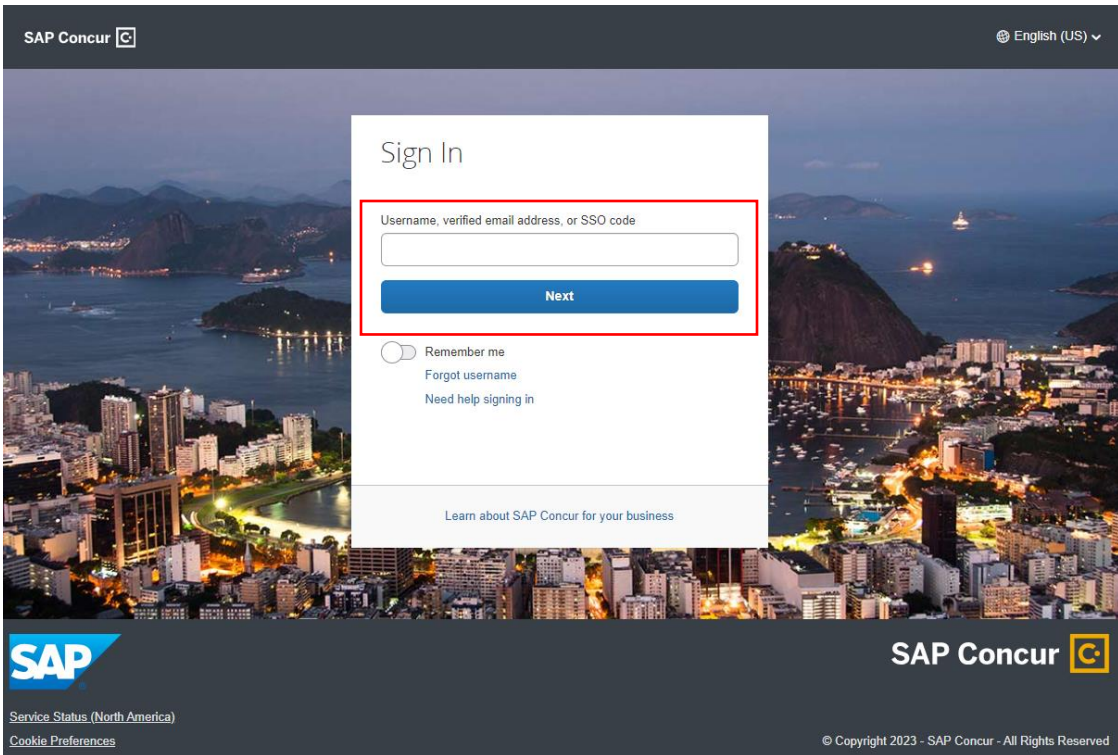 SAP Concur C
English (US)
Sign In
Username, verified email address, or SSO code
Next
Remember me
Forgot username
Need help signing in
Learn about SAP Concur for your business
SAP
SAP Concur C
Service Status (North America)
Cookie Preferences
© Copyright 2023 - SAP Concur - All Rights Reserved